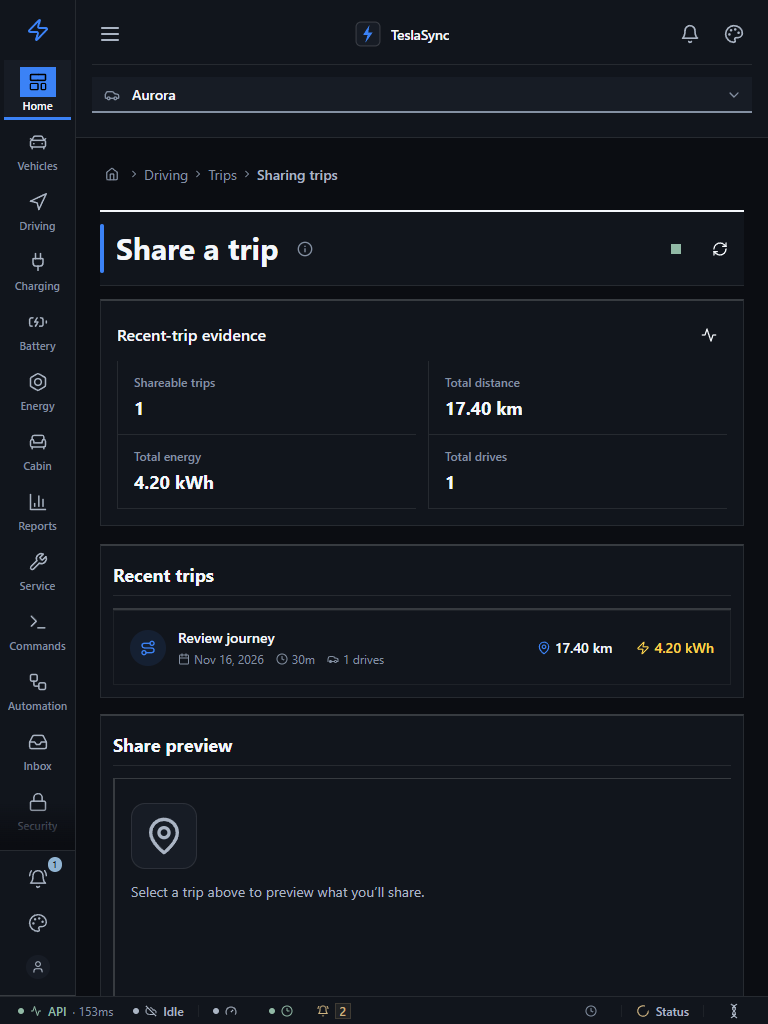 TeslaSync
Aurora
Home
Vehicles
Driving
Charging
Battery
Energy
Cabin
Reports
Service
Commands
Automation
Inbox
Security
1
Driving
Trips
Sharing trips
Share a trip
Recent-trip evidence
Shareable trips
1
Total distance
17.40 km
Total energy
4.20 kWh
Total drives
1
Recent trips
Review journey
Nov 16, 2026 30m 1 drives
17.40 km 4.20 kWh
Share preview
Select a trip above to preview what you’ll share.
API · 153ms Idle 2 Status